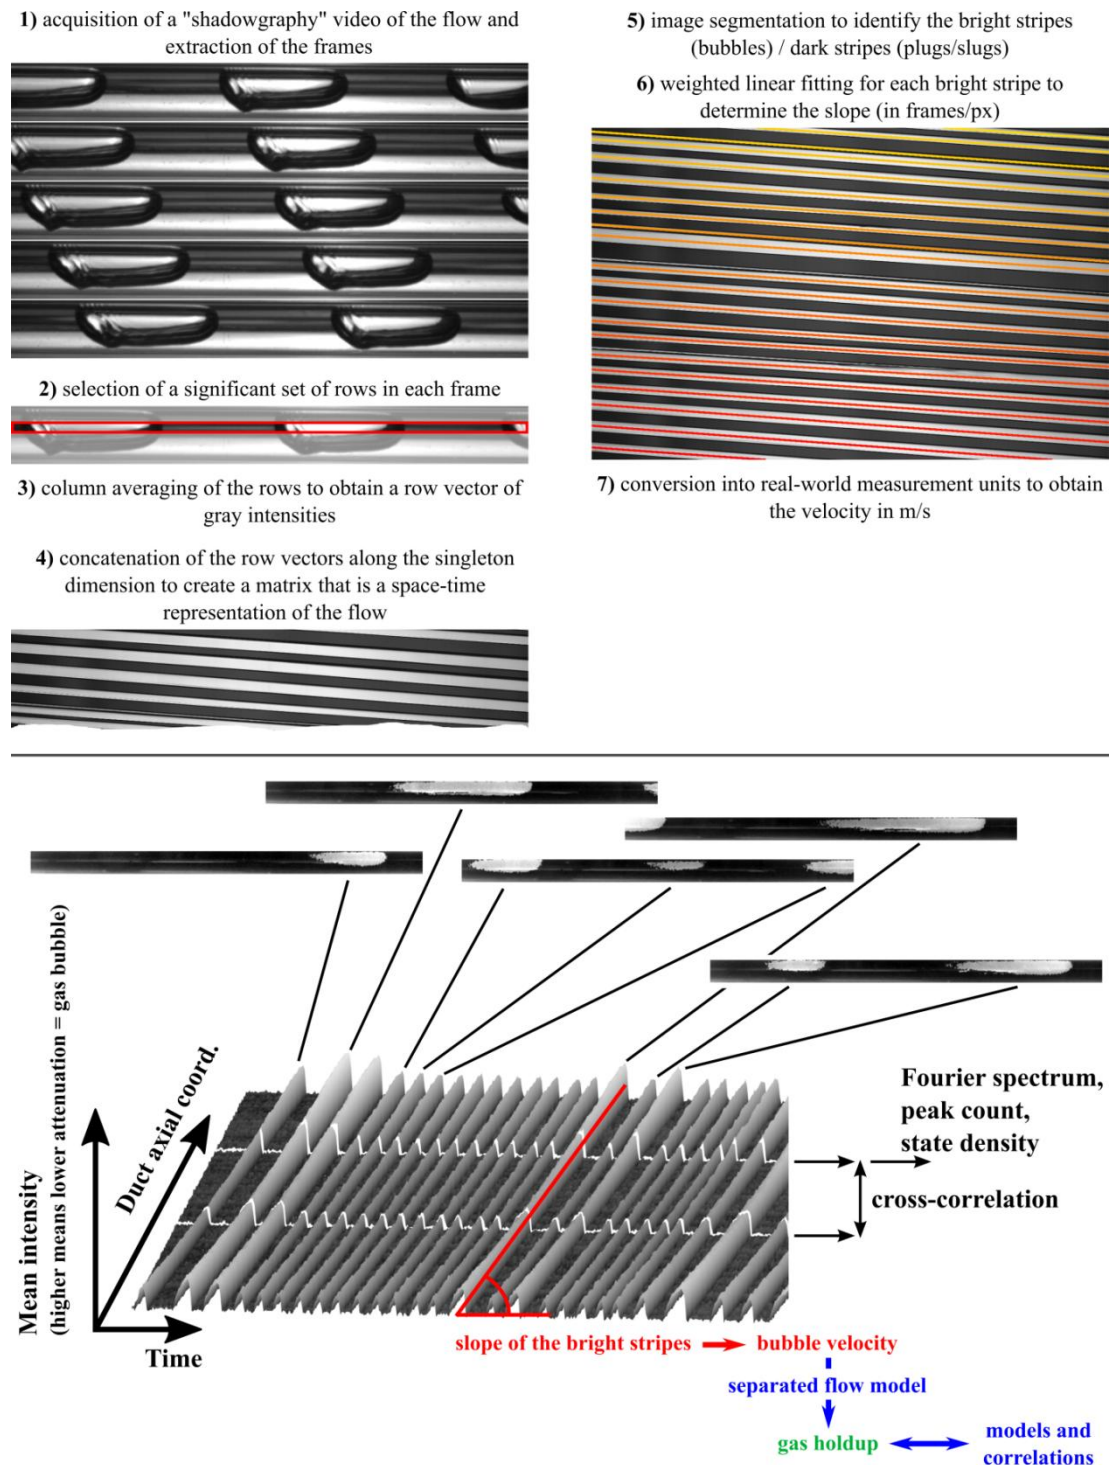 1) acquisition of a "shadowgraphy" video of the flow and
extraction of the frames
2) selection of a significant set of rows in each frame
3) column averaging of the rows to obtain a row vector of
gray intensities
4) concatenation of the row vectors along the singleton
dimension to create a matrix that is a space-time
representation of the flow
5) image segmentation to identify the bright stripes
(bubbles) / dark stripes (plugs/slugs)
6) weighted linear fitting for each bright stripe to
determine the slope (in frames/px)
7) conversion into real-world measurement units to obtain
the velocity in m/s
Mean intensity
(higher means lower attenuation = gas bubble)
Duct axial coord.
Time
Fourier spectrum,
peak count,
state density
cross-correlation
slope of the bright stripes
bubble velocity
separated flow model
gas holdup
models and
correlations